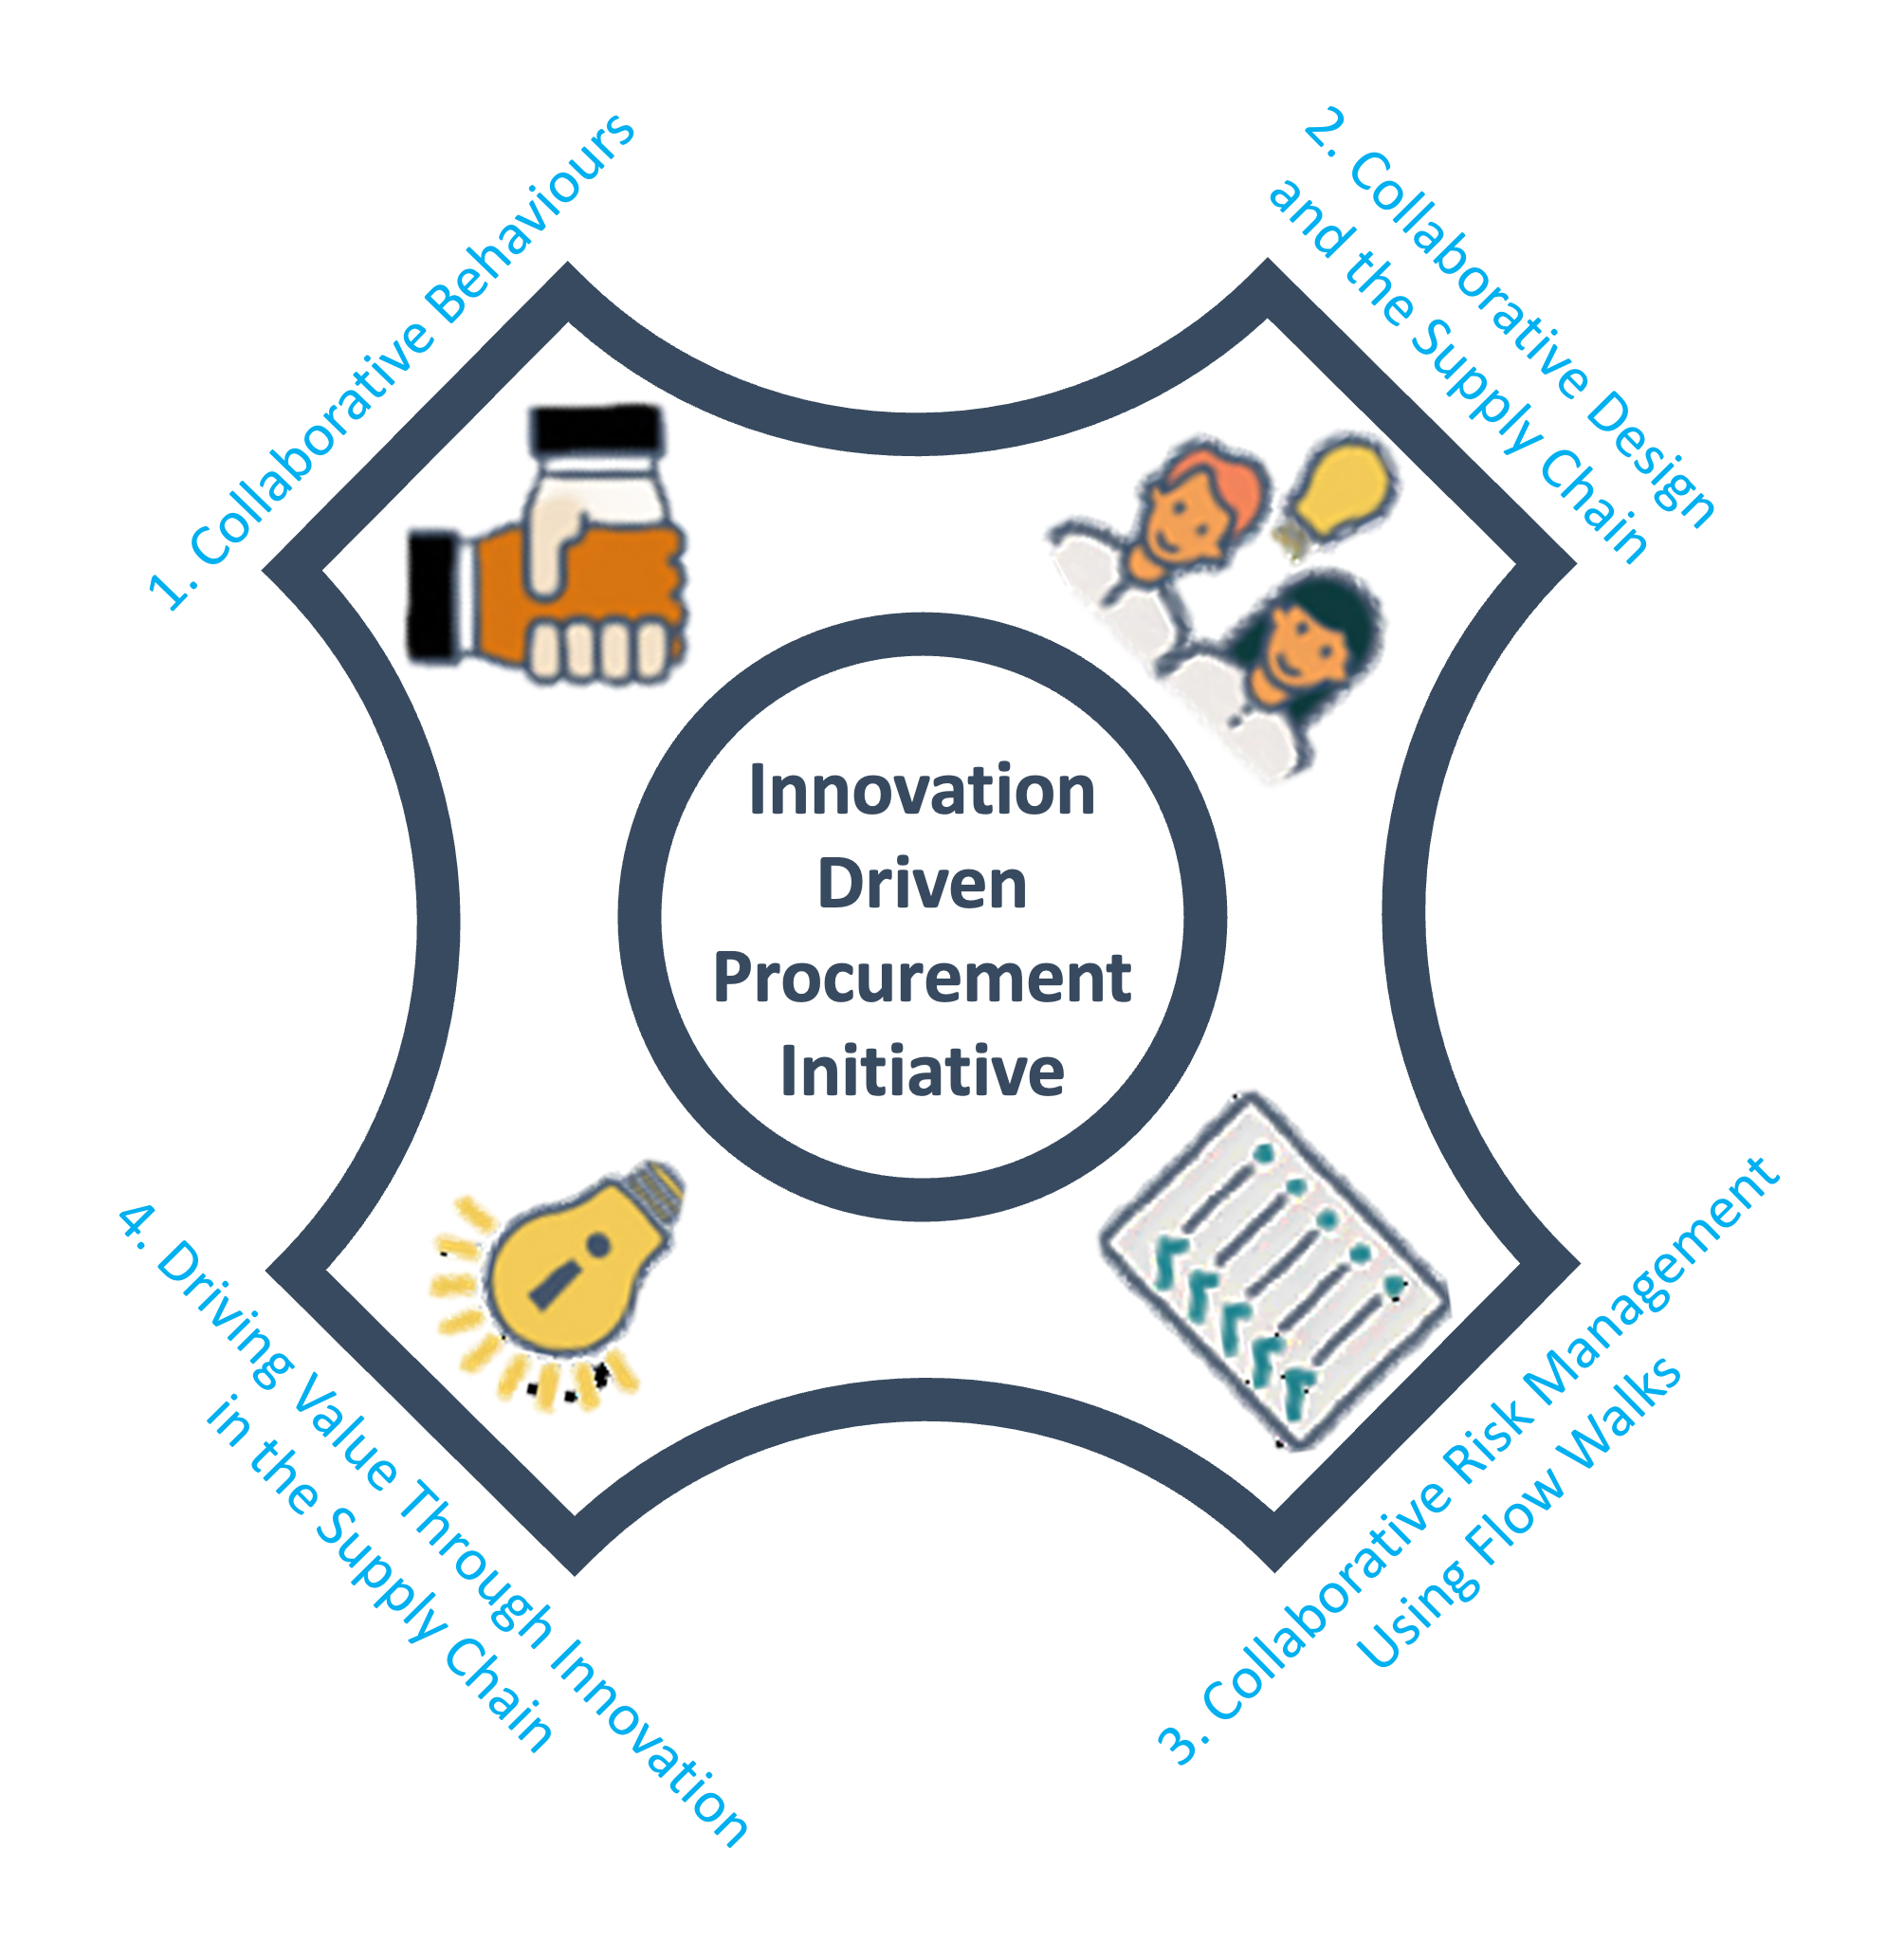 1. Collaborative Behaviours
2. Collaborative Design
and the Supply Chain
Innovation
Driven
Procurement
Initiative
3. Collaborative Risk Management
Using Flow Walks
4. Driving Value Through Innovation
in the Supply Chain